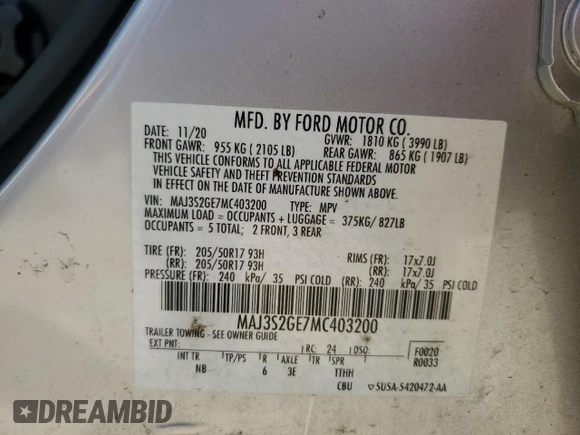 MFD. BY FORD MOTOR CO.
DATE: 11/20 GVWR: 1810 KG ( 3990 LB)
FRONT GAWR: 955 KG ( 2105 LB) REAR GAWR: 865 KG ( 1907 LB)
THIS VEHICLE CONFORMS TO ALL APPLICABLE FEDERAL MOTOR
VEHICLE SAFETY AND THEFT PREVENTION STANDARDS
IN EFFECT ON THE DATE OF MANUFACTURE SHOWN ABOVE.
VIN: MAJ3S2GE7MC403200 TYPE: MPV
MAXIMUM LOAD = OCCUPANTS + LUGGAGE = 375KG/ 827LB
OCCUPANTS = 5 TOTAL; 2 FRONT, 3 REAR
TIRE (FR): 205/50R17 93H RIMS (FR): 17x7.0J
(RR): 205/50R17 93H (RR): 17x7.0J
PRESSURE (FR): 240 kPa/ 35 PSI COLD (RR): 240 kPa/ 35 PSI COLD
MAJ3S2GE7MC403200
TRAILER TOWING - SEE OWNER GUIDE
EXT PNT: RC: 24 DSO: F0020
R0033
INT TR TP/PS R AXLE TR SPR
NB 6 3E TTHH
CBU 5U5A-5420472-AA
DREAMBID